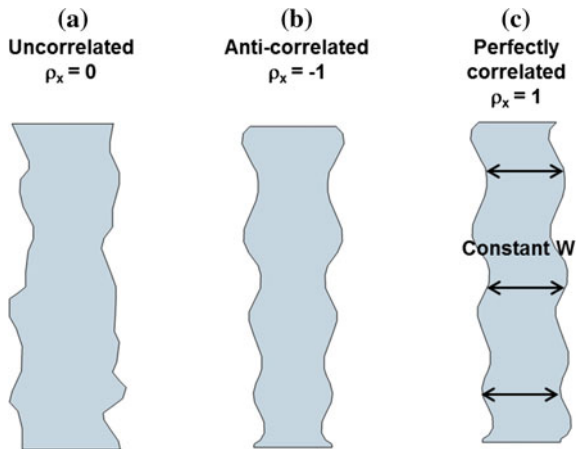 (a)
Uncorrelated
ρx = 0
(b)
Anti-correlated
ρx = -1
(c)
Perfectly
correlated
ρx = 1
Constant W